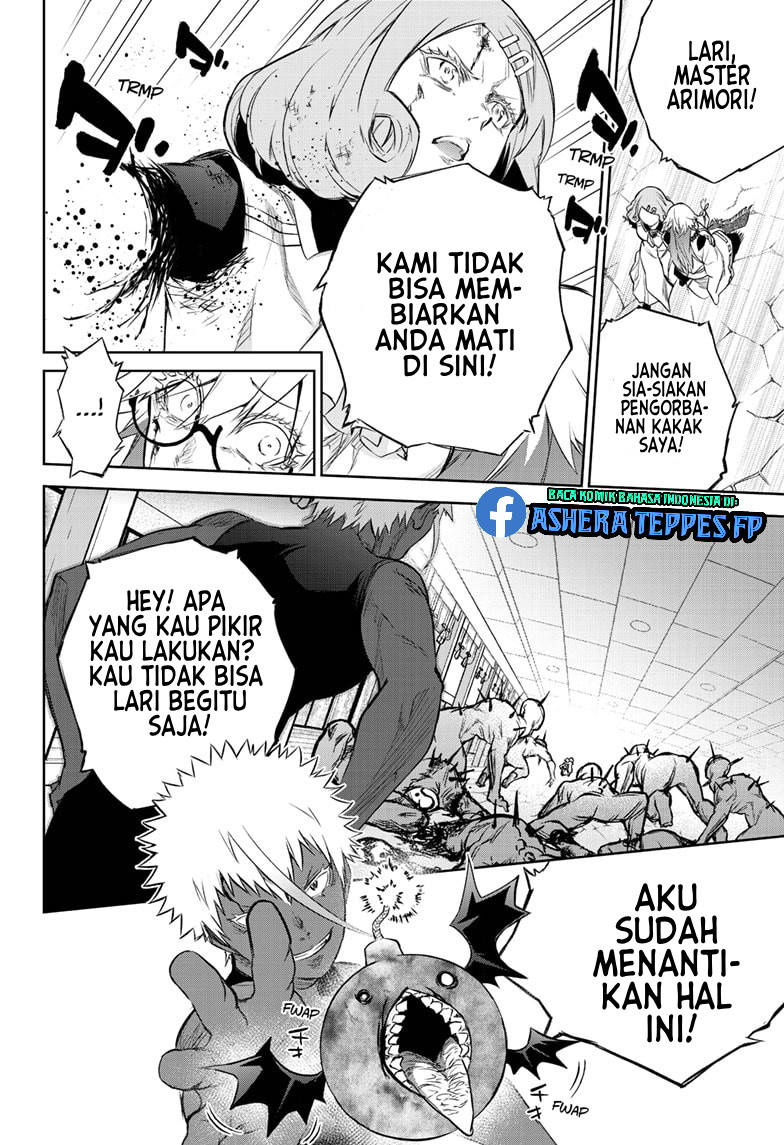 LARI,
MASTER
ARIMORI!
TRMP
TRMP
TRMP
KAMI TIDAK
BISA MEM-
BIARKAN
ANDA MATI
DI SINI!
JANGAN
SIA-SIAKAN
PENGORBA-
NAN KAKAK
SAYA!
...!
BACA KOMIK BAHASA INDONESIA DI:
ASHERA TEPPES FP
HEY! APA
YANG KAU PIKIR
KAU LAKUKAN?
KAU TIDAK BISA
LARI BEGITU
SAJA!
AKU
SUDAH
MENANTI-
KAN HAL
INI!
FWAP
FWAP